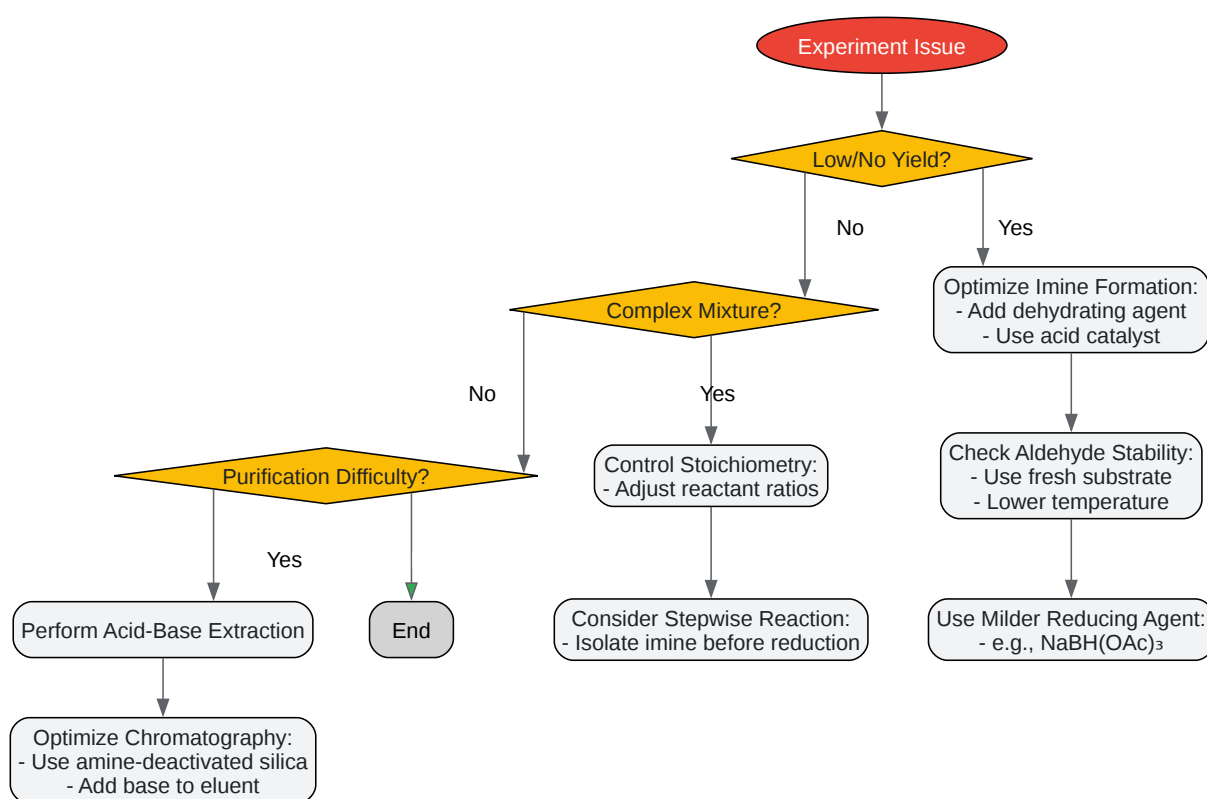 Experiment Issue
Low/No Yield?
No
Yes
Optimize Imine Formation:
- Add dehydrating agent
- Use acid catalyst
Complex Mixture?
No
Yes
Check Aldehyde Stability:
- Use fresh substrate
- Lower temperature
Control Stoichiometry:
- Adjust reactant ratios
Purification Difficulty?
Yes
Perform Acid-Base Extraction
End
Consider Stepwise Reaction:
- Isolate imine before reduction
Use Milder Reducing Agent:
- e.g., NaBH(OAc)₃
Optimize Chromatography:
- Use amine-deactivated silica
- Add base to eluent